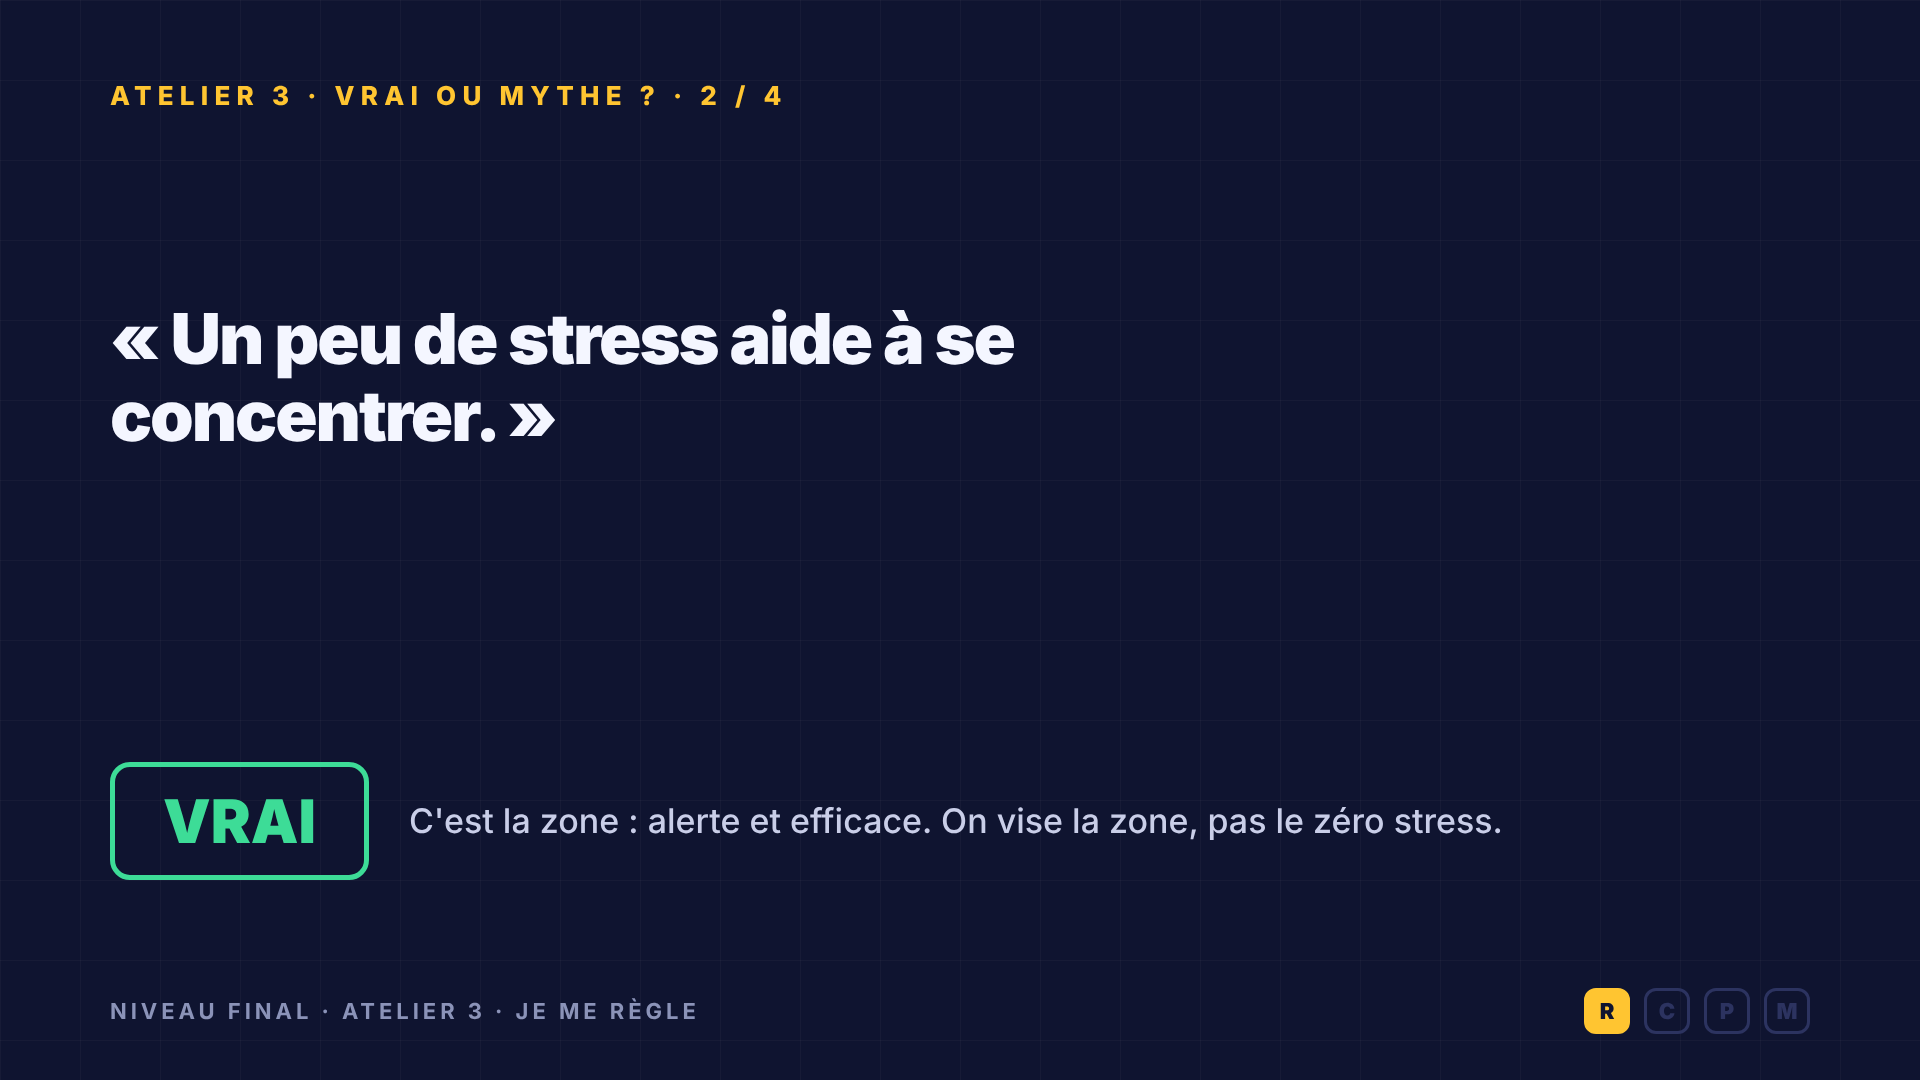 ATELIER 3 · VRAI OU MYTHE ? · 2 / 4
« Un peu de stress aide à se
concentrer. »
VRAI
C'est la zone : alerte et efficace. On vise la zone, pas le zéro stress.
NIVEAU FINAL · ATELIER 3 · JE ME RÈGLE
R C P M